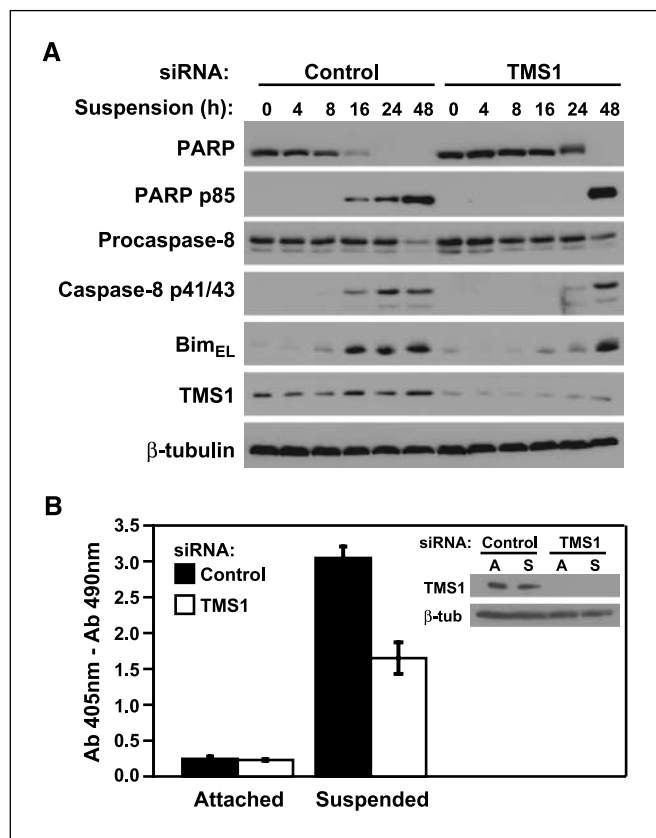 A
siRNA: Control TMS1
Suspension (h): 0 4 8 16 24 48 0 4 8 16 24 48
PARP
PARP p85
Procaspase-8
Caspase-8 p41/43
BimEL
TMS1
β-tubulin
B
Ab 405nm - Ab 490nm
3.5
3.0
2.5
2.0
1.5
1.0
0.5
0.0
siRNA:
Control
TMS1
siRNA: Control TMS1
A S A S
TMS1
β-tub
Attached Suspended